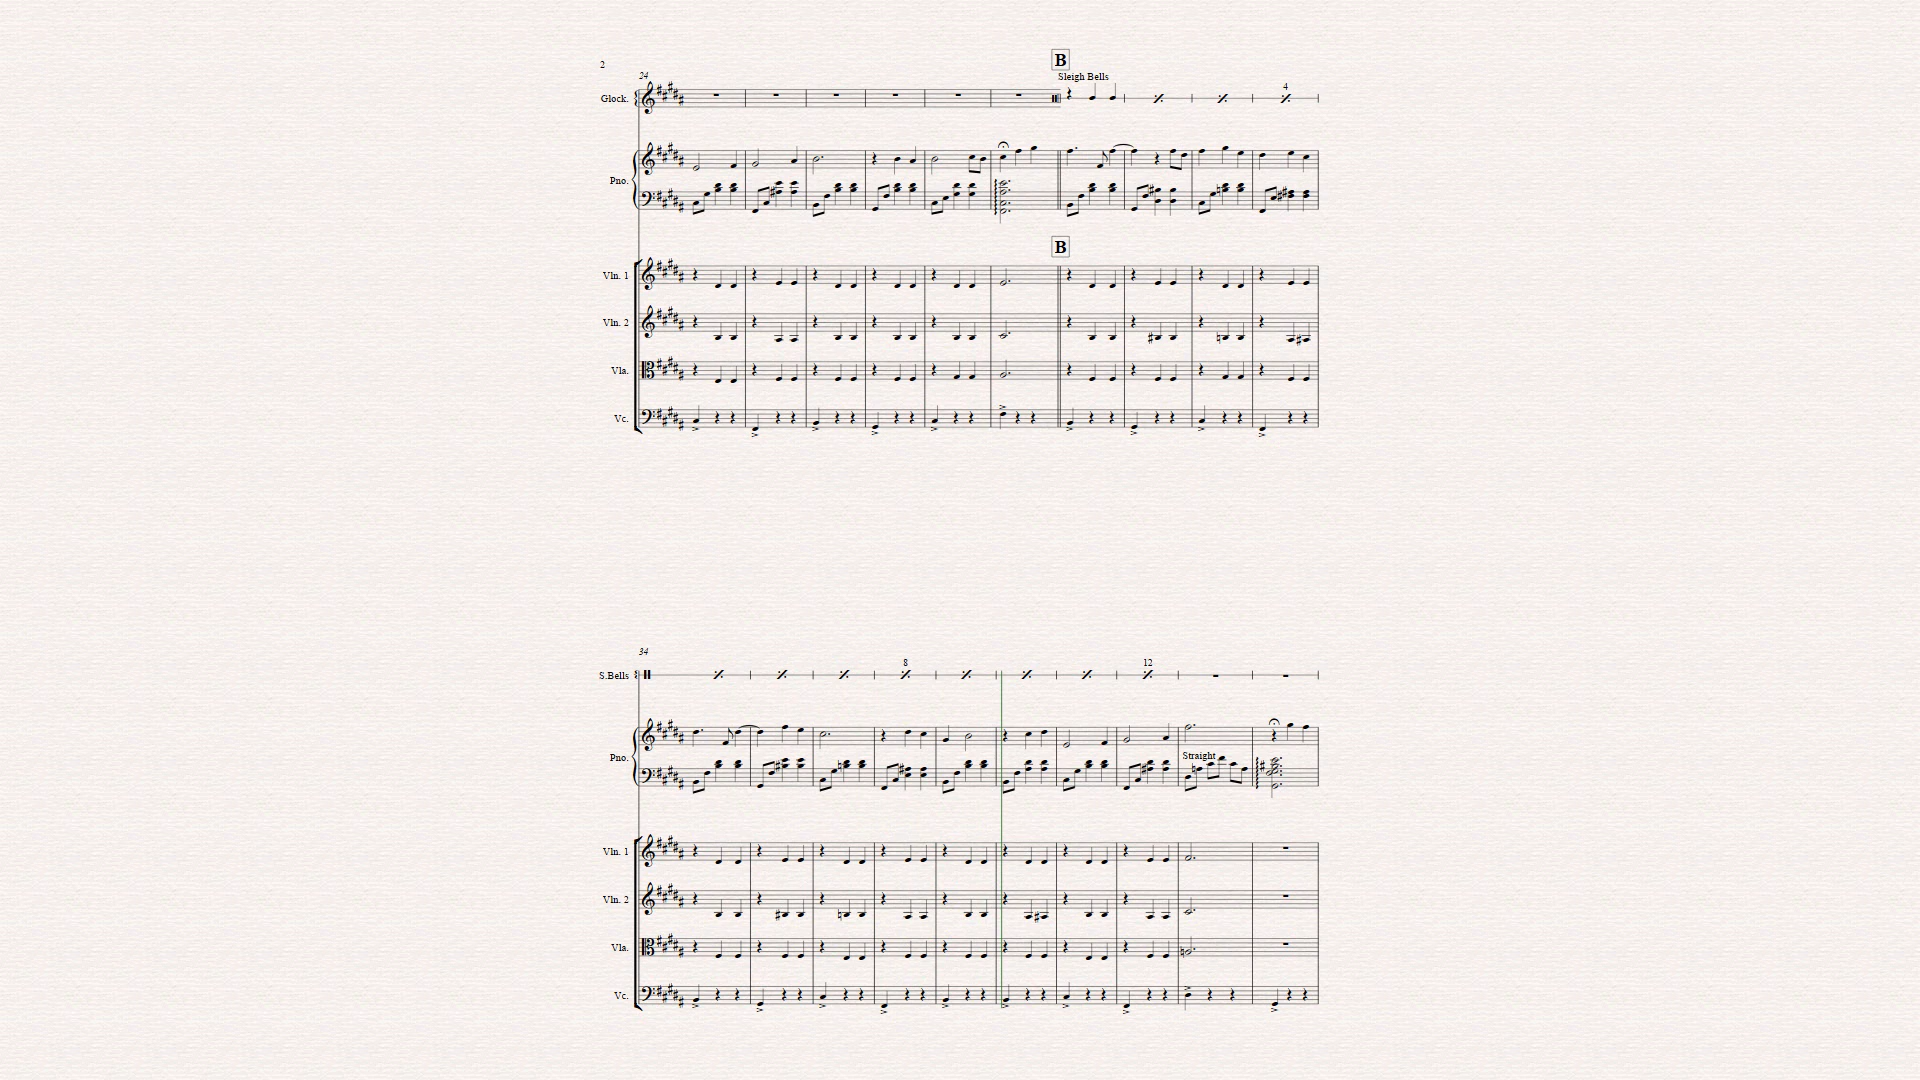 2
B
24
Sleigh Bells
4
Glock.
Pno.
B
Vln. 1
Vln. 2
Vla.
Vc.
34
8
12
S.Bells
Pno.
Straight
Vln. 1
Vln. 2
Vla.
Vc.